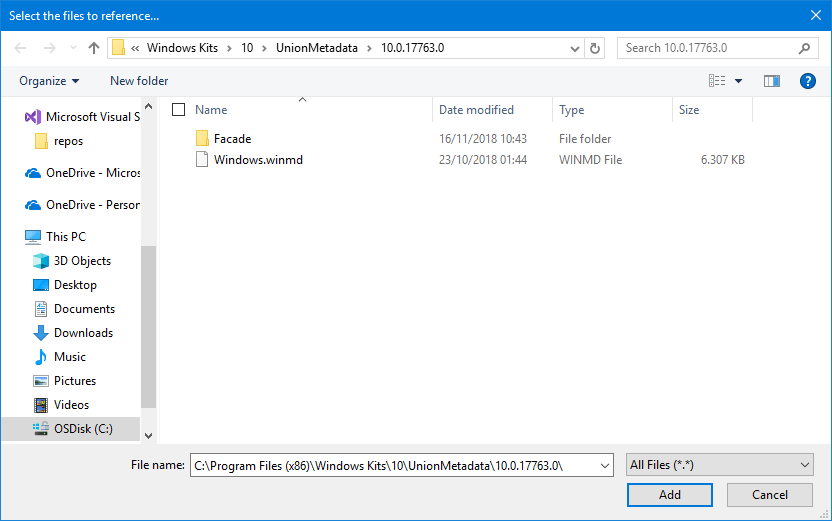 Select the files to reference...
« Windows Kits › 10 › UnionMetadata › 10.0.17763.0
Search 10.0.17763.0
Organize
New folder
Name
Date modified
Type
Size
Facade
16/11/2018 10:43
File folder
Windows.winmd
23/10/2018 01:44
WINMD File
6.307 KB
Microsoft Visual S
repos
OneDrive - Micros
OneDrive - Person
This PC
3D Objects
Desktop
Documents
Downloads
Music
Pictures
Videos
OSDisk (C:)
File name:
C:\Program Files (x86)\Windows Kits\10\UnionMetadata\10.0.17763.0\
All Files (*.*)
Add
Cancel